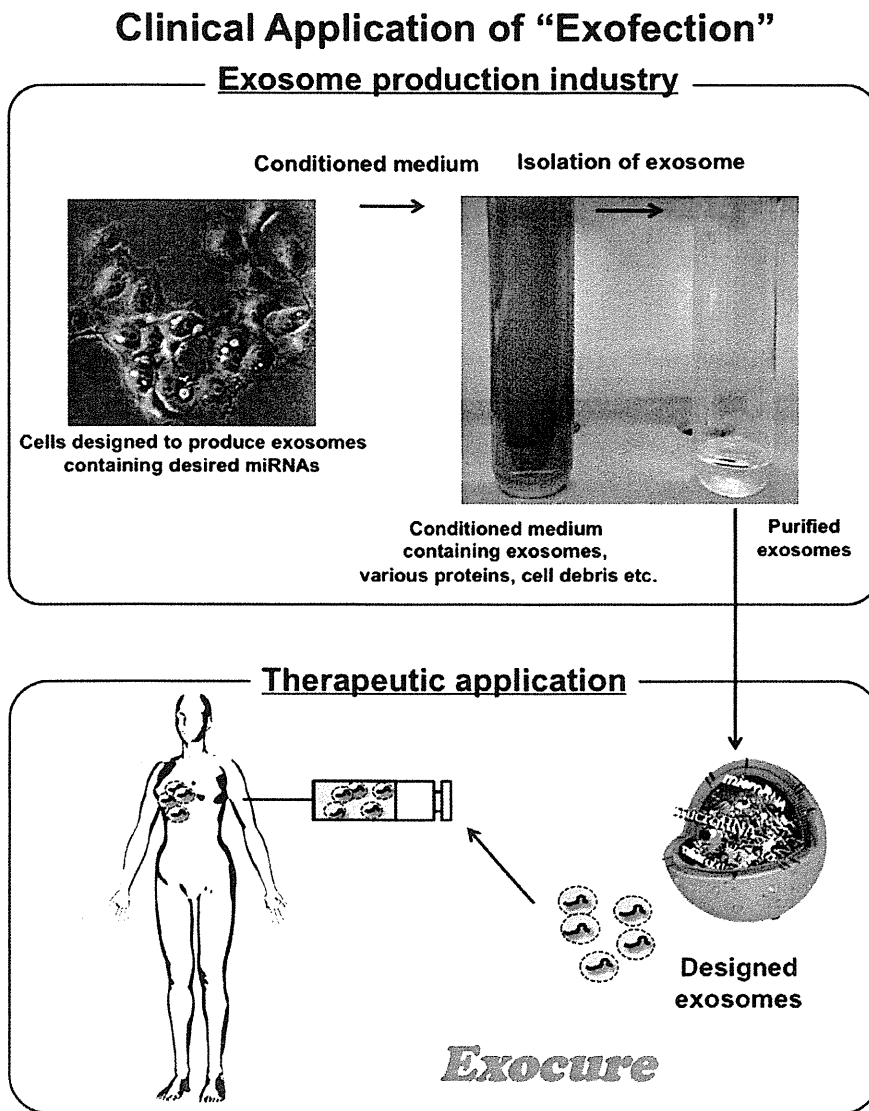 Clinical Application of “Exofection”
Exosome production industry
Conditioned medium
Isolation of exosome
Cells designed to produce exosomes
containing desired miRNAs
Conditioned medium
containing exosomes,
various proteins, cell debris etc.
Purified
exosomes
Therapeutic application
Designed
exosomes
Exocure